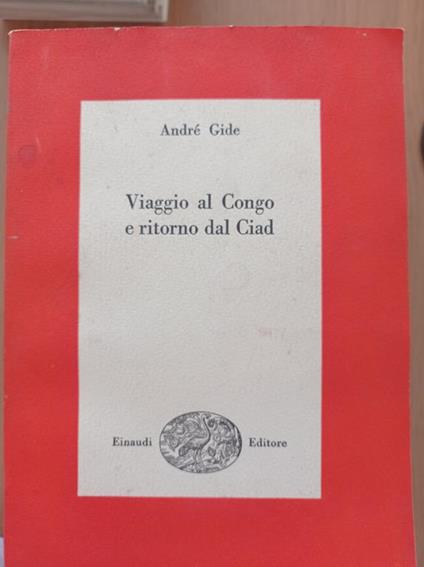 André Gide
Viaggio al Congo
e ritorno dal Ciad
Einaudi Editore